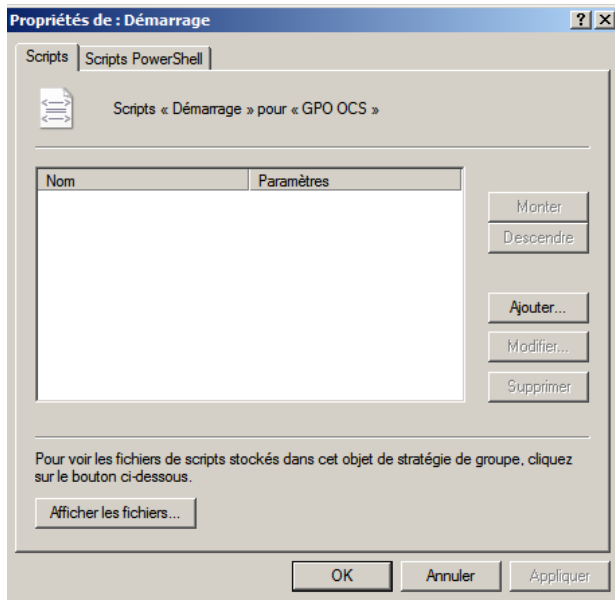 Propriétés de : Démarrage
Scripts
Scripts PowerShell
Scripts « Démarrage » pour « GPO OCS »
Nom
Paramètres
Monter
Descendre
Ajouter...
Modifier...
Supprimer
Pour voir les fichiers de scripts stockés dans cet objet de stratégie de groupe, cliquez
sur le bouton ci-dessous.
Afficher les fichiers...
OK
Annuler
Appliquer